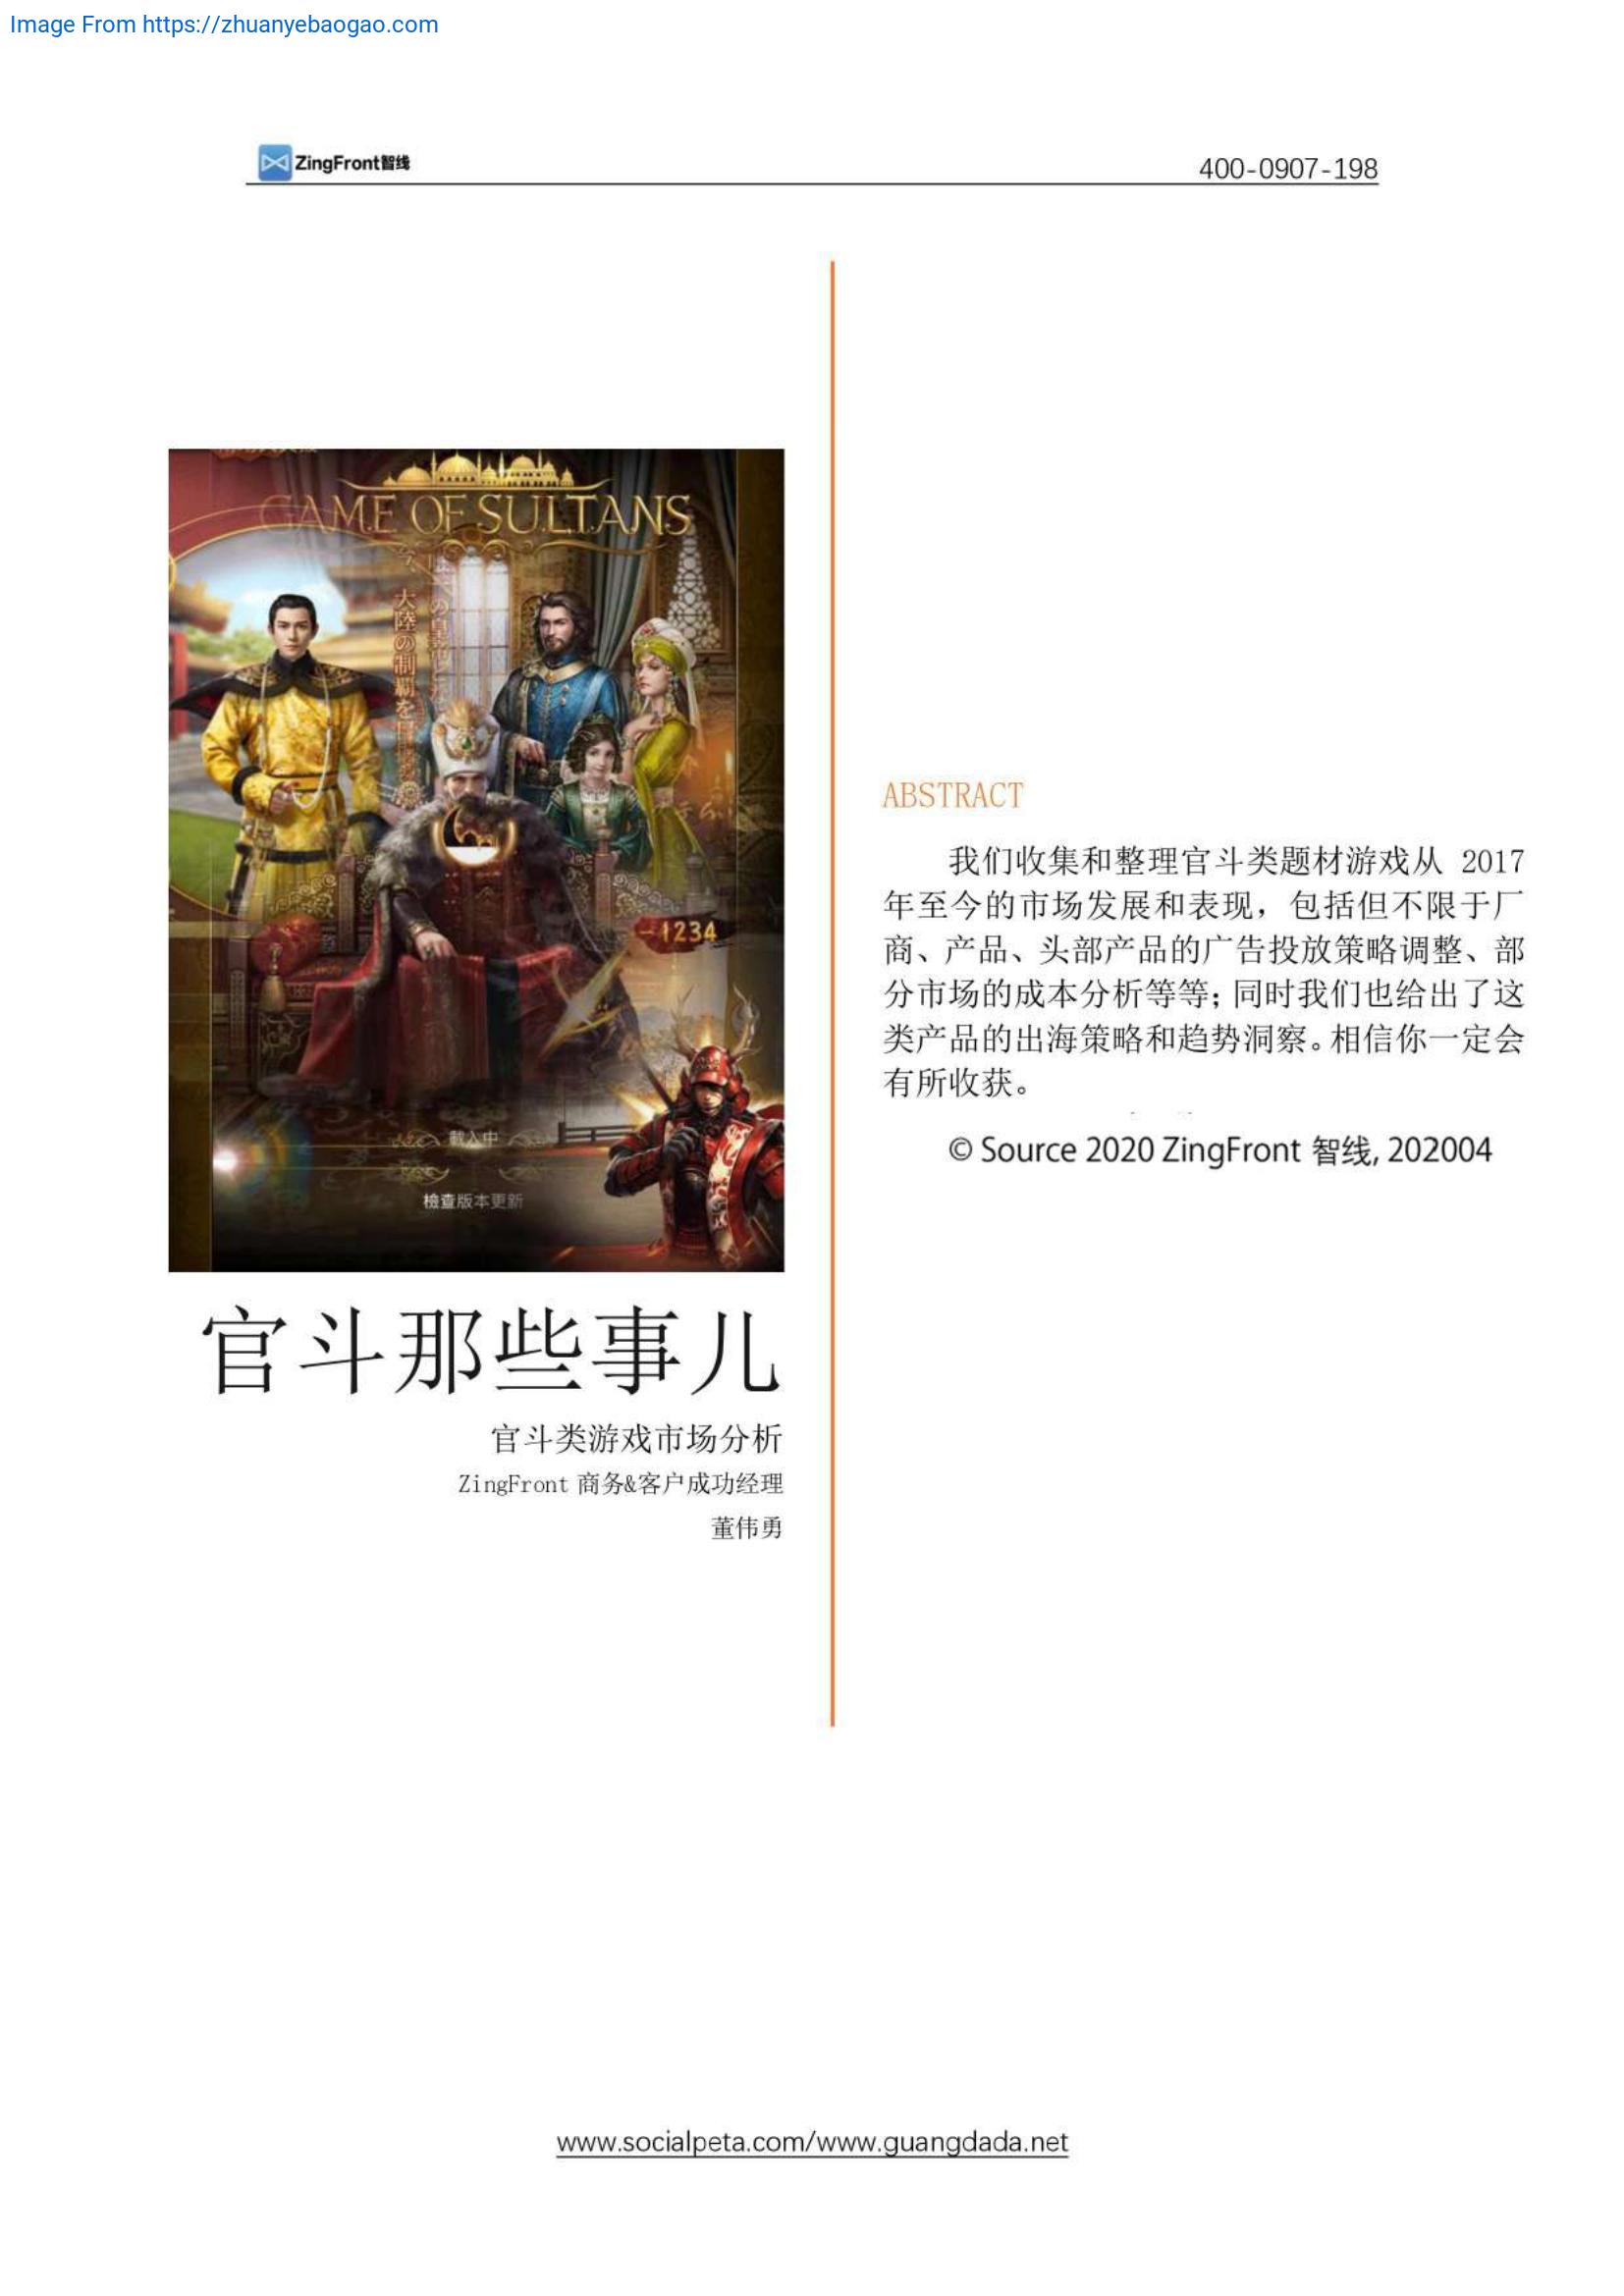 Image From https://zhuanyebaogao.com
ZingFront智线
400-0907-198
GAME OF SULTANS
大陸の制覇を
-1234
載入中
檢查版本更新
官斗那些事儿
官斗类游戏市场分析
ZingFront 商务&客户成功经理
董伟勇
ABSTRACT
我们收集和整理官斗类题材游戏从 2017
年至今的市场发展和表现，包括但不限于厂
商、产品、头部产品的广告投放策略调整、部
分市场的成本分析等等；同时我们也给出了这
类产品的出海策略和趋势洞察。相信你一定会
有所收获。
© Source 2020 ZingFront 智线, 202004
www.socialpeta.com/www.guangdada.net